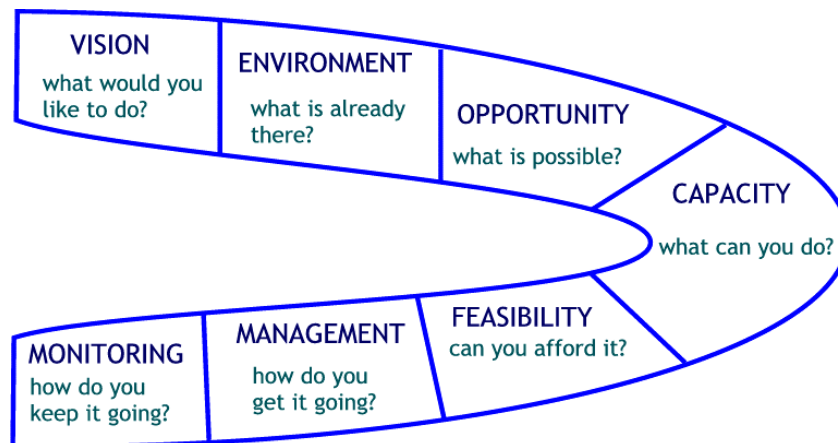 VISION
what would you
like to do?
ENVIRONMENT
what is already
there?
OPPORTUNITY
what is possible?
CAPACITY
what can you do?
FEASIBILITY
can you afford it?
MANAGEMENT
how do you
get it going?
MONITORING
how do you
keep it going?